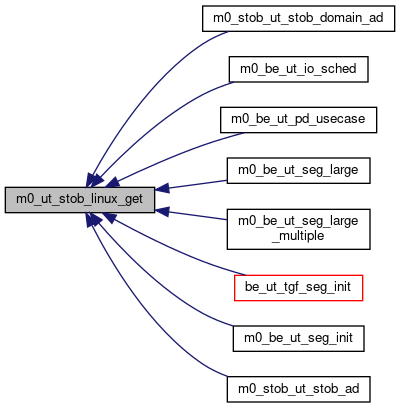 m0_stob_ut_stob_domain_ad
m0_be_ut_io_sched
m0_be_ut_pd_usecase
m0_be_ut_seg_large
m0_ut_stob_linux_get
m0_be_ut_seg_large
_multiple
be_ut_tgf_seg_init
m0_be_ut_seg_init
m0_stob_ut_stob_ad